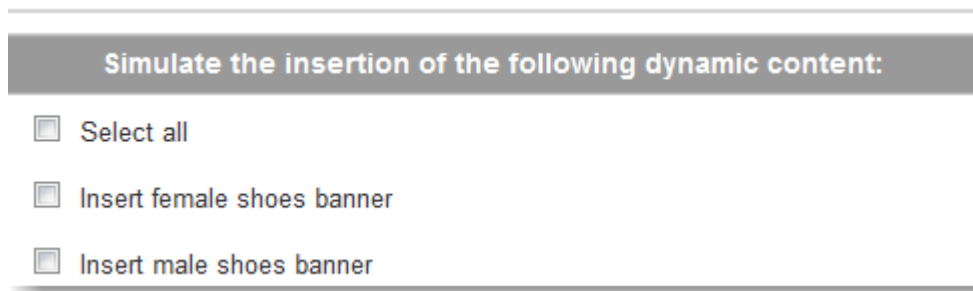 Simulate the insertion of the following dynamic content:
Select all
Insert female shoes banner
Insert male shoes banner